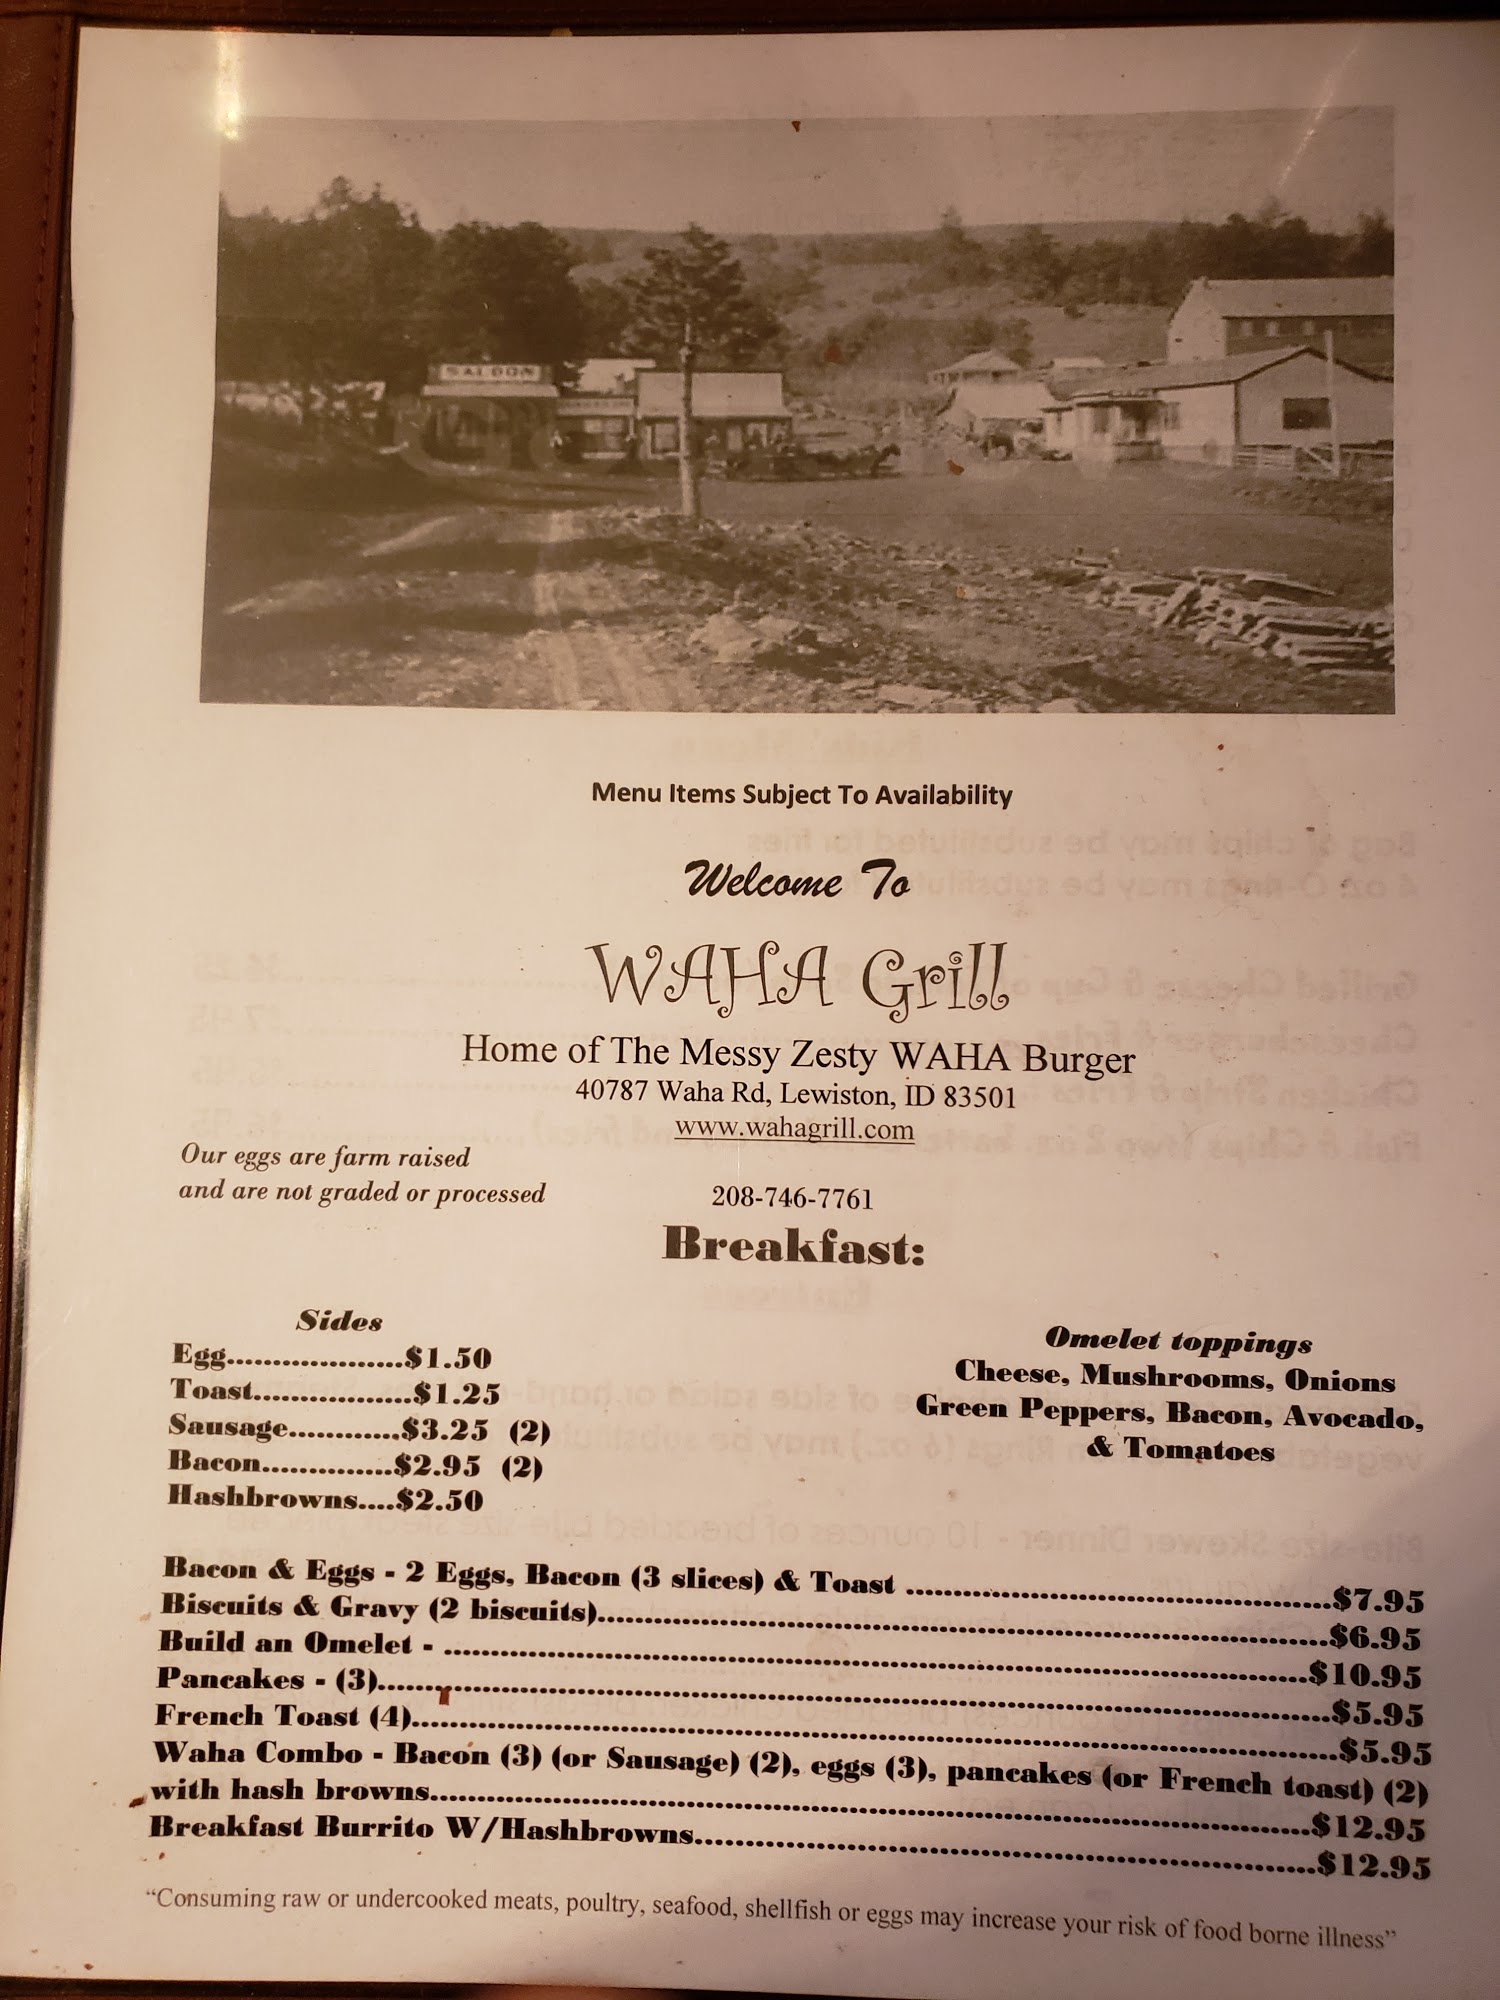 SALOON
Menu Items Subject To Availability
Welcome To
WAHA Grill
Home of The Messy Zesty WAHA Burger
40787 Waha Rd, Lewiston, ID 83501
www.wahagrill.com
Our eggs are farm raised
and are not graded or processed
208-746-7761
Breakfast:
Sides
Egg....................$1.50
Toast..................$1.25
Sausage............$3.25 (2)
Bacon...............$2.95 (2)
Hashbrowns....$2.50
Omelet toppings
Cheese, Mushrooms, Onions
Green Peppers, Bacon, Avocado,
& Tomatoes
Bacon & Eggs - 2 Eggs, Bacon (3 slices) & Toast ..........................................$7.95
Biscuits & Gravy (2 biscuits)..........................................................................$6.95
Build an Omelet - ........................................................................................$10.95
Pancakes - (3)................................................................................................$5.95
French Toast (4).............................................................................................$5.95
Waha Combo - Bacon (3) (or Sausage) (2), eggs (3), pancakes (or French toast) (2)
with hash browns..........................................................................................$12.95
Breakfast Burrito W/Hashbrowns...............................................................$12.95
“Consuming raw or undercooked meats, poultry, seafood, shellfish or eggs may increase your risk of food borne illness”